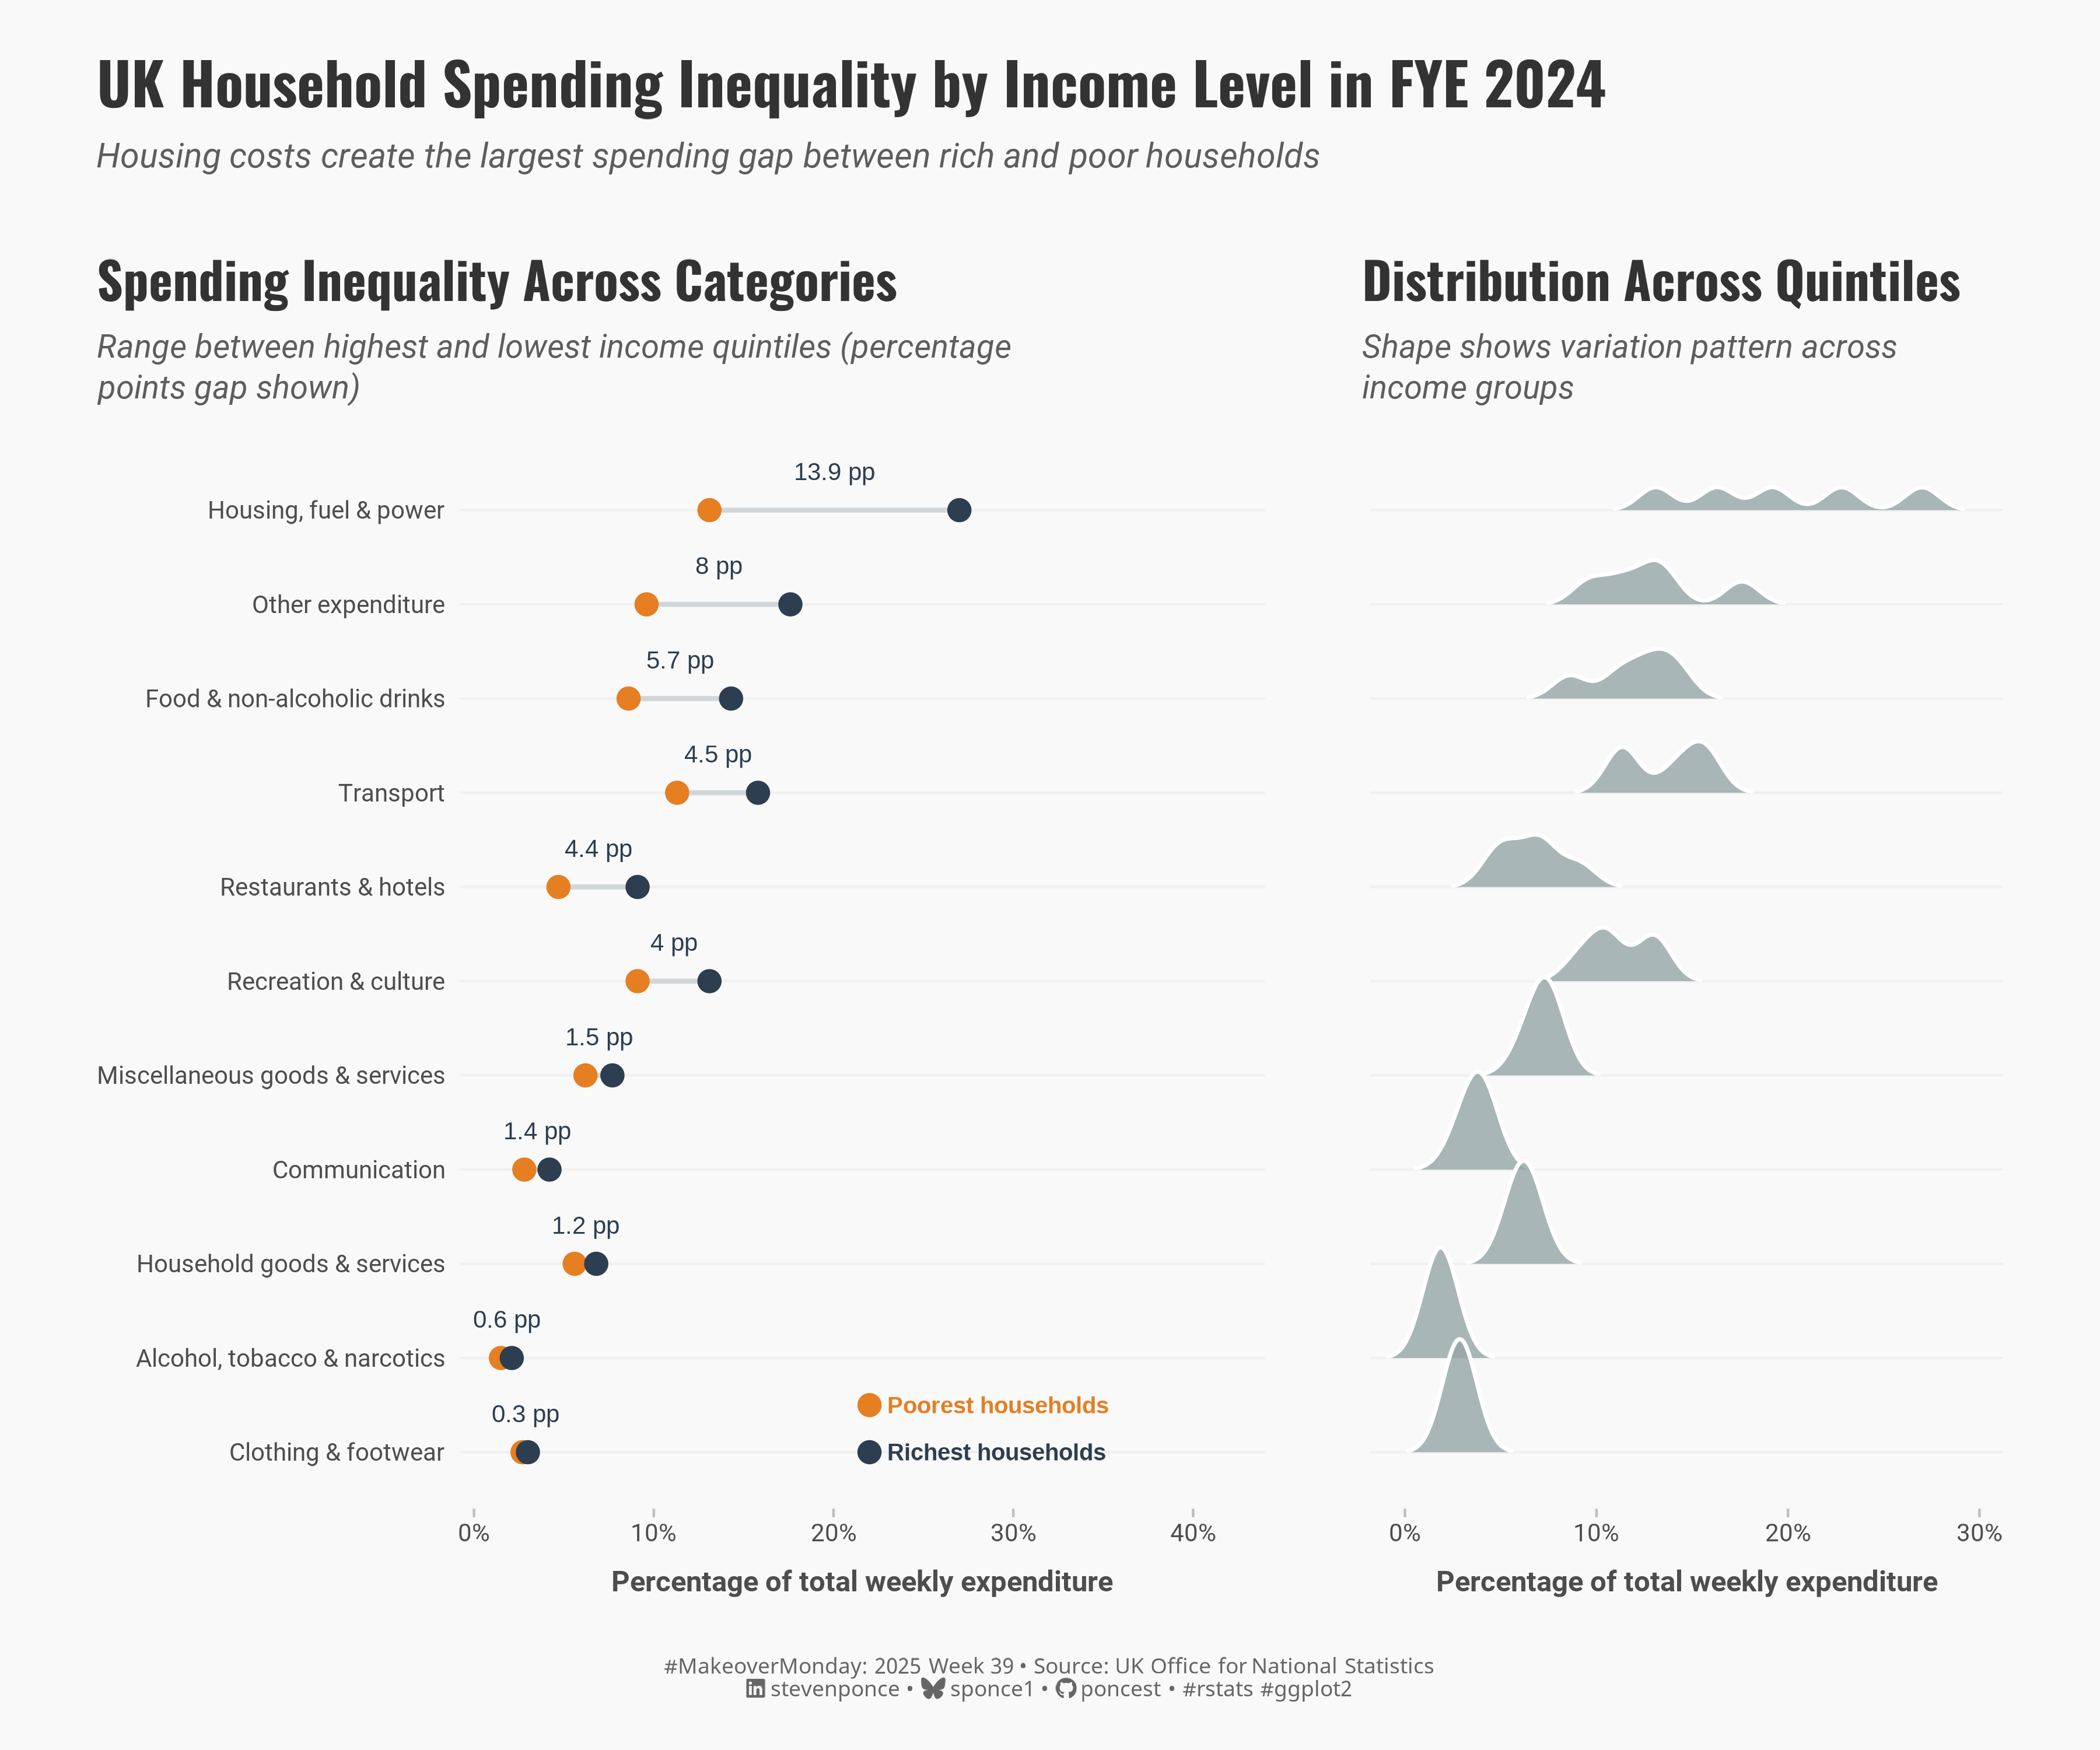 UK Household Spending Inequality by Income Level in FYE 2024
Housing costs create the largest spending gap between rich and poor households
Spending Inequality Across Categories
Range between highest and lowest income quintiles (percentage
points gap shown)
13.9 pp
Housing, fuel & power
8 pp
Other expenditure
5.7 pp
Food & non-alcoholic drinks
4.5 pp
Transport
4.4 pp
Restaurants & hotels
4 pp
Recreation & culture
1.5 pp
Miscellaneous goods & services
1.4 pp
Communication
1.2 pp
Household goods & services
0.6 pp
Alcohol, tobacco & narcotics
0.3 pp
Clothing & footwear
Poorest households
Richest households
0% 10% 20% 30% 40%
Percentage of total weekly expenditure
Distribution Across Quintiles
Shape shows variation pattern across
income groups
0% 10% 20% 30%
Percentage of total weekly expenditure
#MakeoverMonday: 2025 Week 39 • Source: UK Office for National Statistics
stevenponce • sponce1 • poncest • #rstats #ggplot2